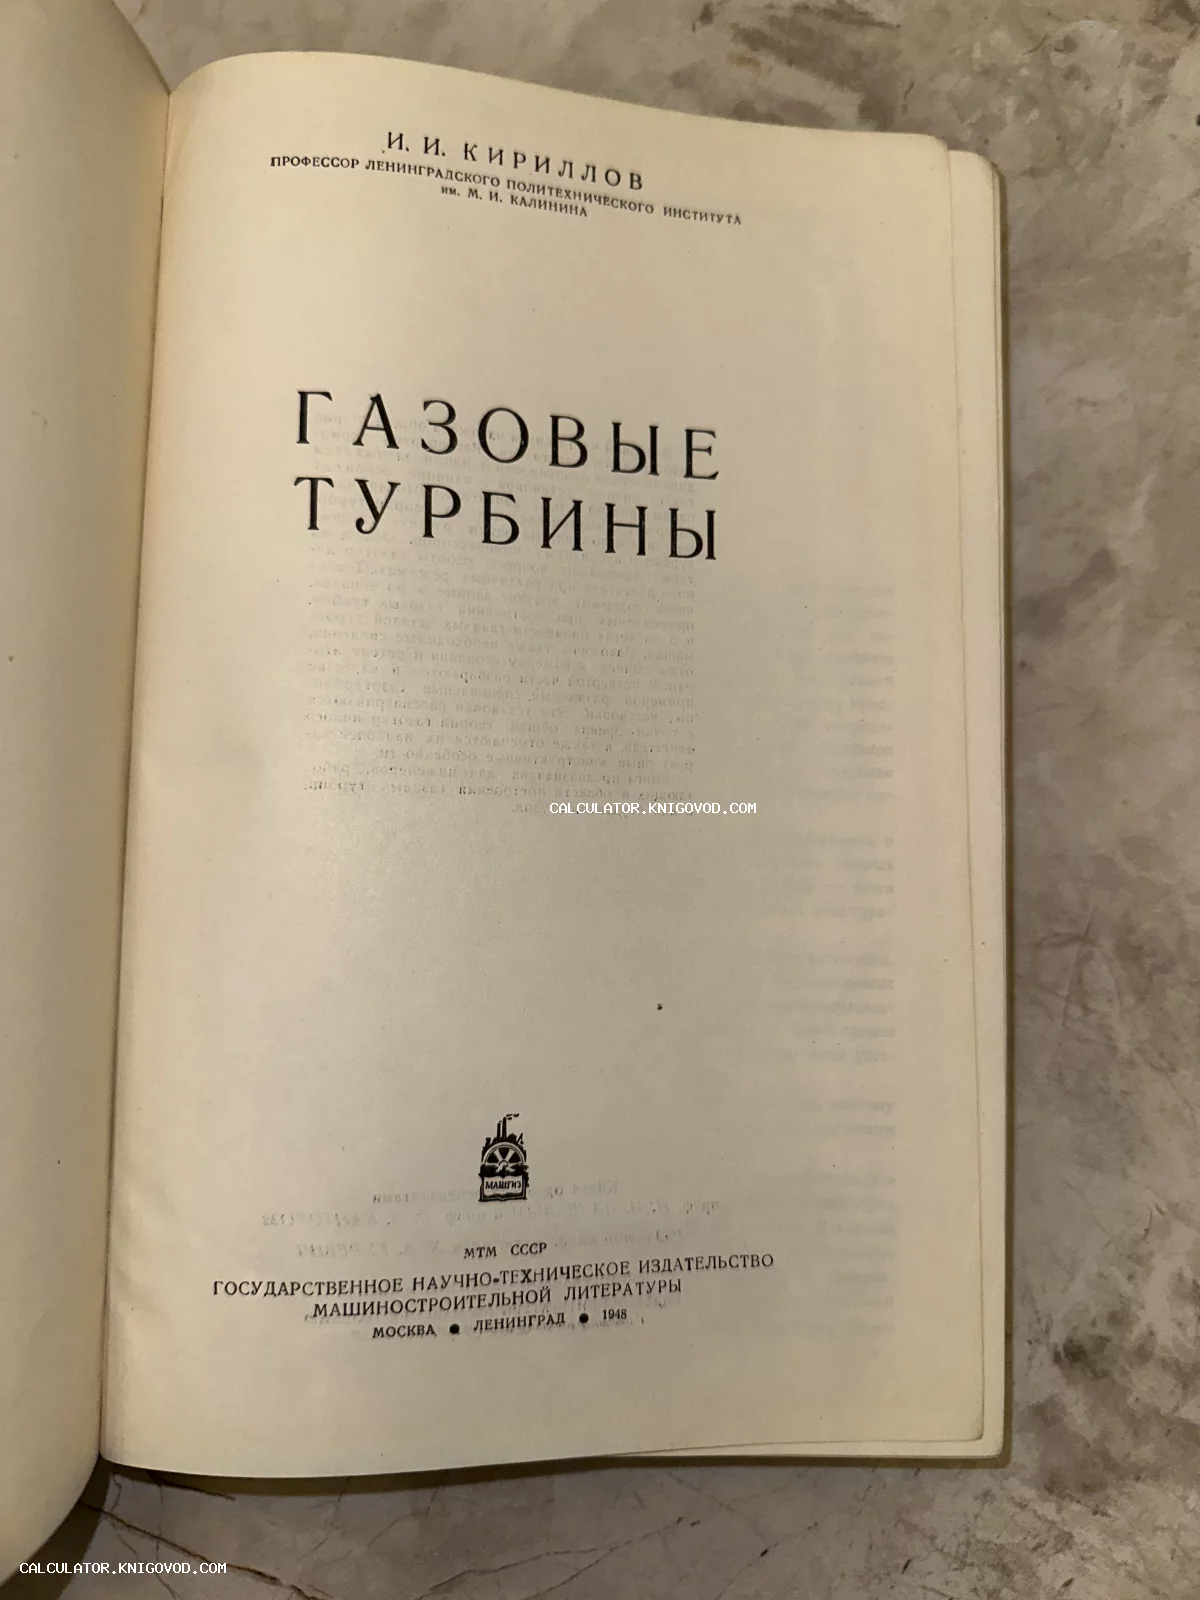 И. И. КИРИЛЛОВ
ПРОФЕССОР ЛЕНИНГРАДСКОГО ПОЛИТЕХНИЧЕСКОГО ИНСТИТУТА
им. М. И. КАЛИНИНА
ГАЗОВЫЕ
ТУРБИНЫ
CALCULATOR.KNIGOVOD.COM
МАШГИЗ
МТМ СССР
ГОСУДАРСТВЕННОЕ НАУЧНО-ТЕХНИЧЕСКОЕ ИЗДАТЕЛЬСТВО
МАШИНОСТРОИТЕЛЬНОЙ ЛИТЕРАТУРЫ
МОСКВА ● ЛЕНИНГРАД ● 1948
CALCULATOR.KNIGOVOD.COM